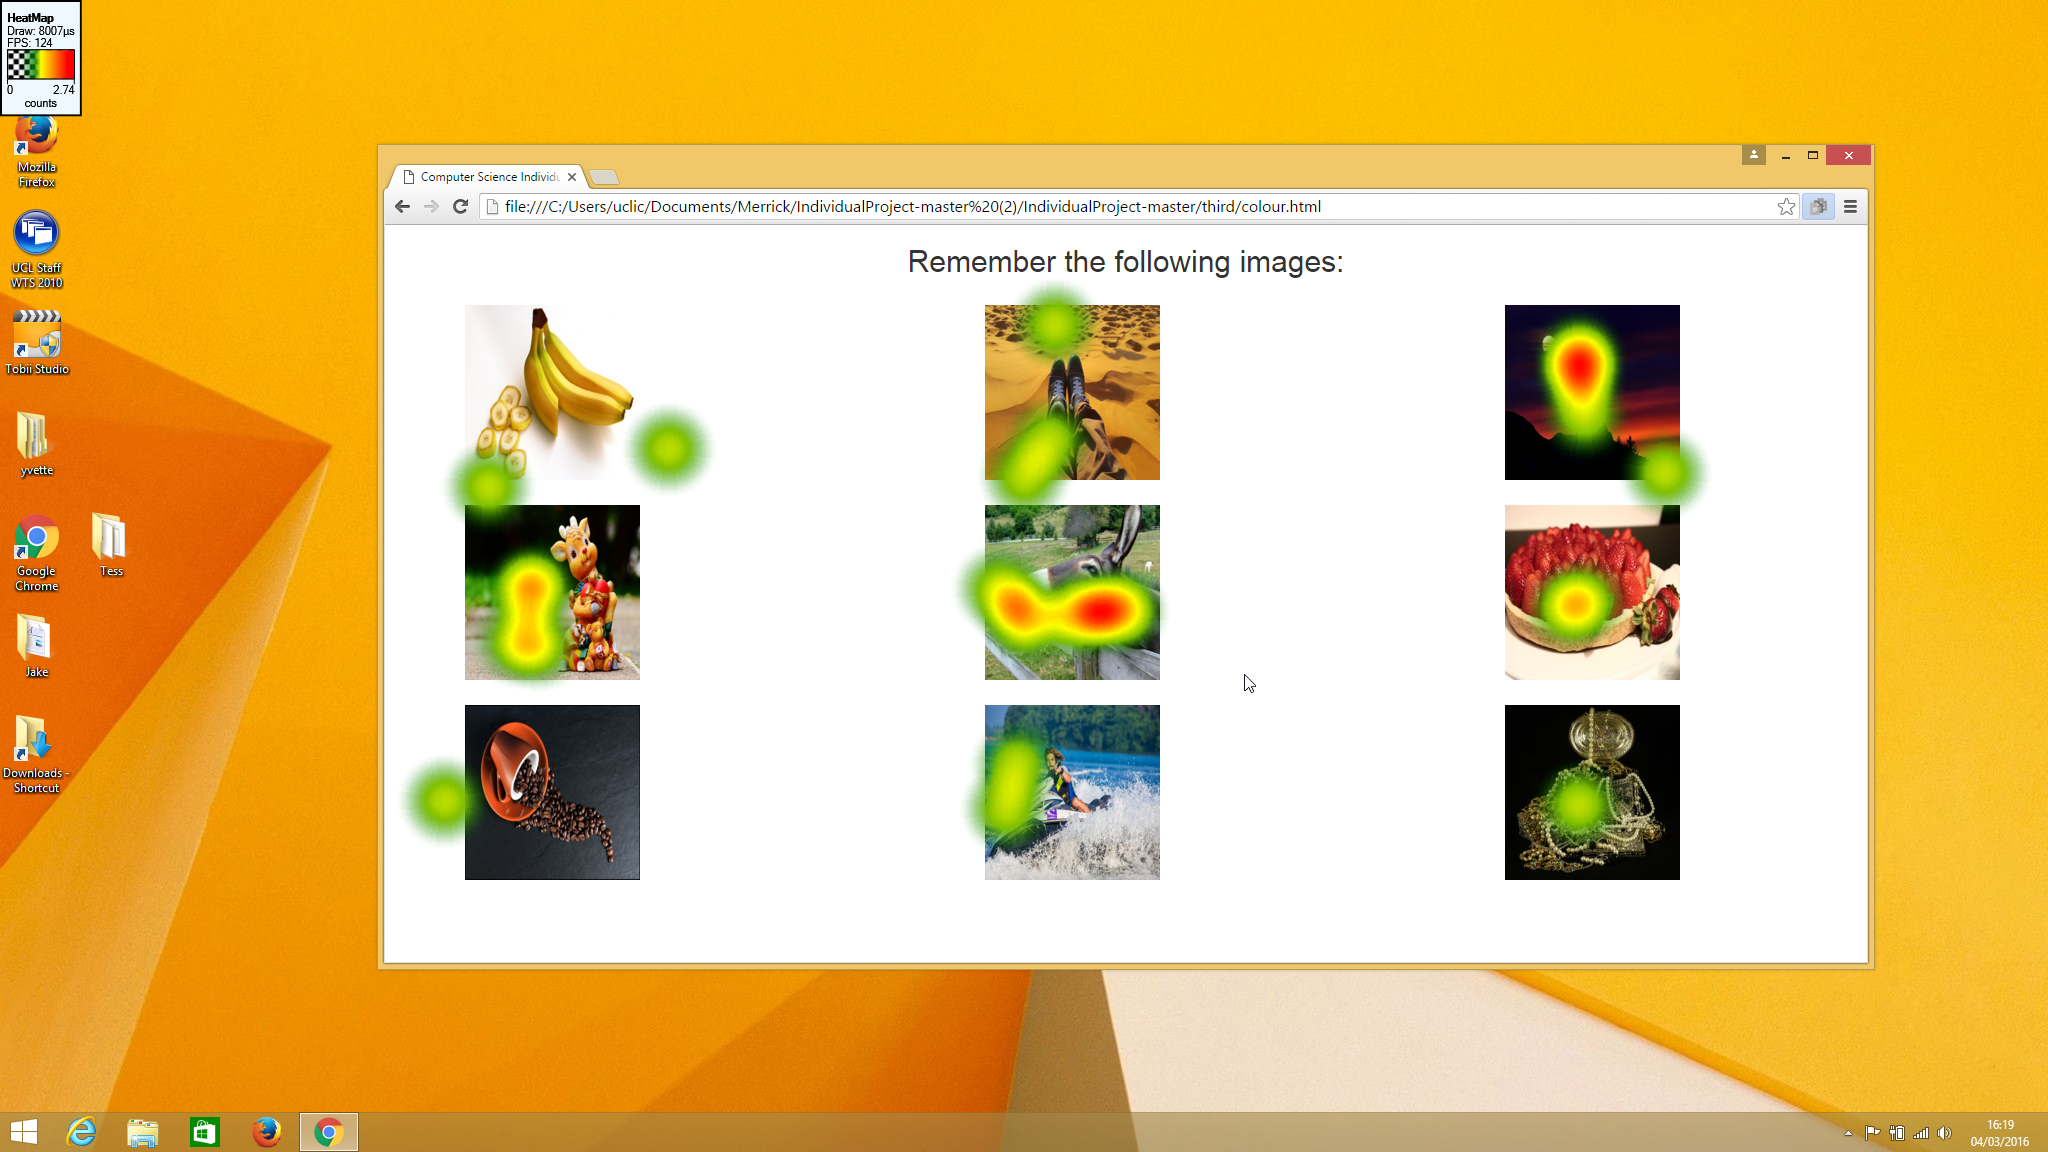 HeatMap
Draw: 8007µs
FPS: 124
0 2.74
counts
Mozilla
Firefox
UCL Staff
WTS 2010
Tobii Studio
yvette
Google
Chrome
Tess
Jake
Downloads -
Shortcut
Computer Science Individu
file:///C:/Users/uclic/Documents/Merrick/IndividualProject-master%20(2)/IndividualProject-master/third/colour.html
Remember the following images:
16:19
04/03/2016